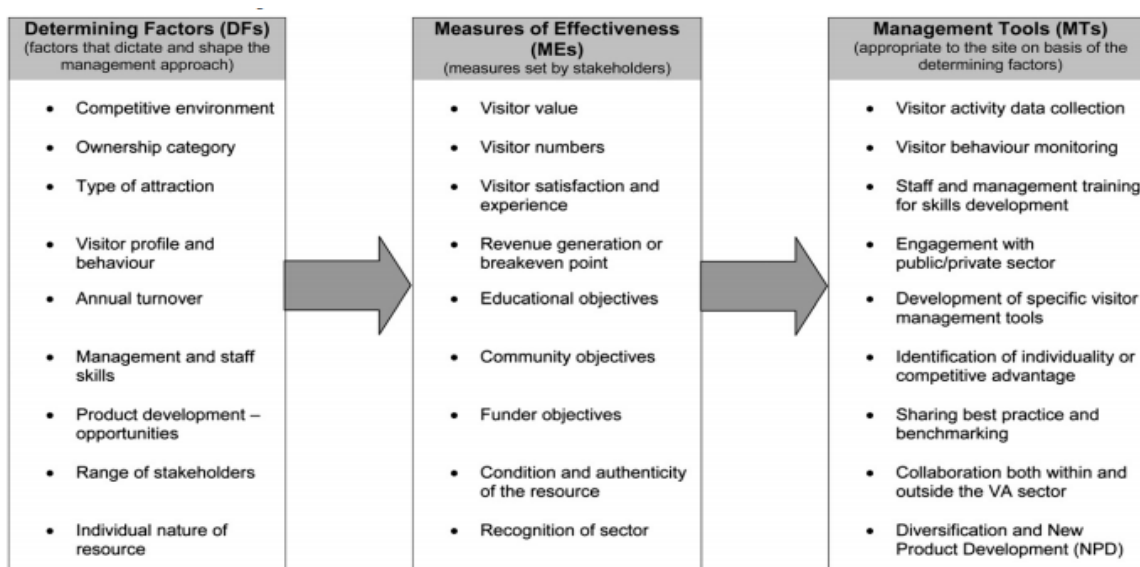 Determining Factors (DFs)
(factors that dictate and shape the
management approach)
• Competitive environment
• Ownership category
• Type of attraction
• Visitor profile and
behaviour
• Annual turnover
• Management and staff
skills
• Product development –
opportunities
• Range of stakeholders
• Individual nature of
resource
Measures of Effectiveness
(MEs)
(measures set by stakeholders)
• Visitor value
• Visitor numbers
• Visitor satisfaction and
experience
• Revenue generation or
breakeven point
• Educational objectives
• Community objectives
• Funder objectives
• Condition and authenticity
of the resource
• Recognition of sector
Management Tools (MTs)
(appropriate to the site on basis of the
determining factors)
• Visitor activity data collection
• Visitor behaviour monitoring
• Staff and management training
for skills development
• Engagement with
public/private sector
• Development of specific visitor
management tools
• Identification of individuality or
competitive advantage
• Sharing best practice and
benchmarking
• Collaboration both within and
outside the VA sector
• Diversification and New
Product Development (NPD)